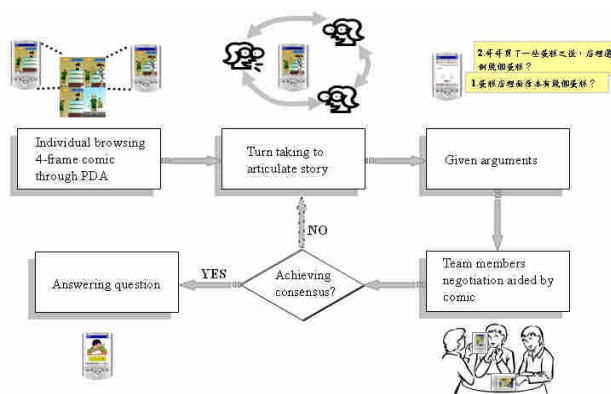 2.哥哥買了一些蛋糕之後，店裡還
剩幾個蛋糕？
1.蛋糕店裡面原本有幾個蛋糕？
Individual browsing
4-frame comic
through PDA
Turn taking to
articulate story
Given arguments
NO
YES
Answering question
Achieving
consensus?
Team members
negotiation aided by
comic